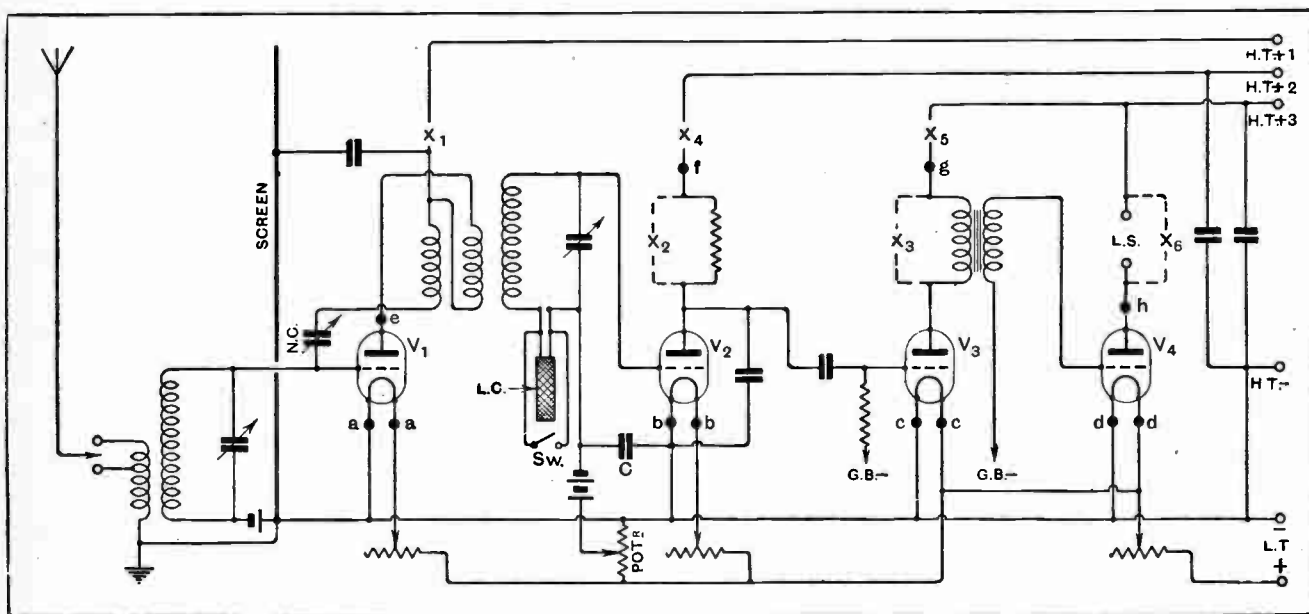 H.T.+1
H.T.+2
H.T.+3
SCREEN
X1
X4
X5
f
g
X2
X3
L.S.
X6
N.C.
e
h
V1
V2
V3
V4
L.C.
H.T.-
a a
b b
c c
d d
Sw.
C
G.B.-
G.B.-
POTR
-
L.T
+